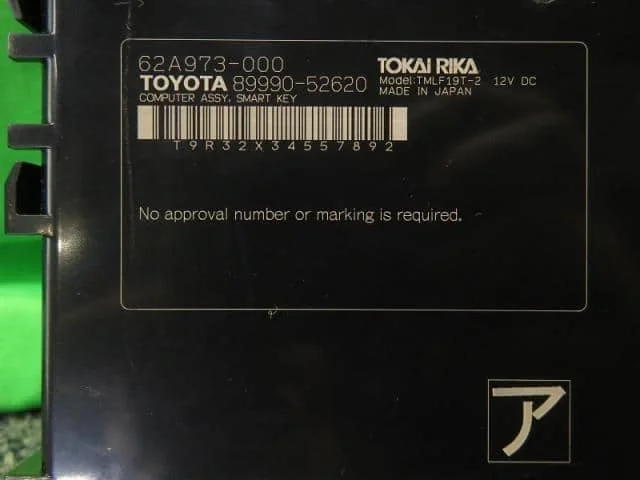 62A973-000
TOYOTA 89990-52620
COMPUTER ASSY, SMART KEY
TOKAI RIKA
Model:TMLF19T-2 12V DC
MADE IN JAPAN
T9R32X34557892
No approval number or marking is required.
ア